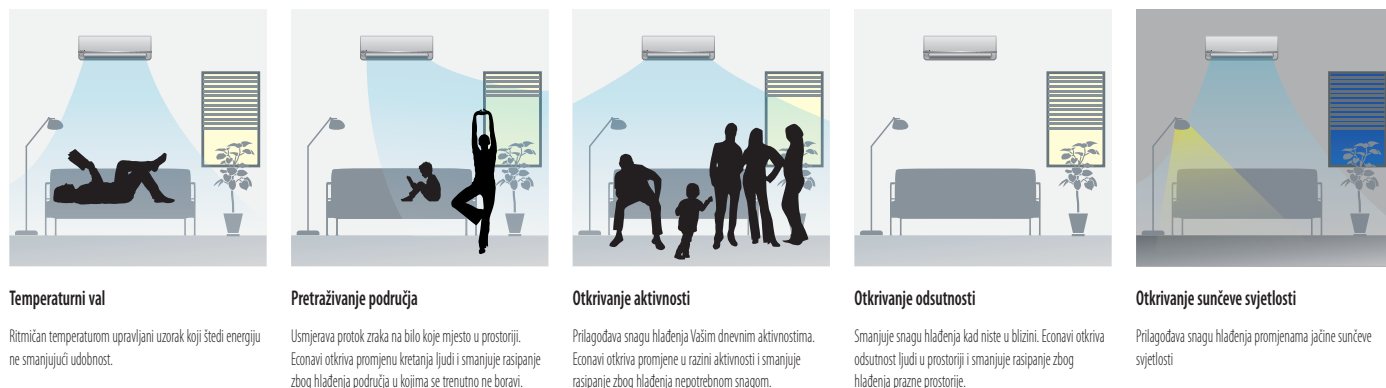 Temperaturni val
Ritmičan temperaturom upravljani uzorak koji štedi energiju
ne smanjujući udobnost.
Pretraživanje područja
Usmjerava protok zraka na bilo koje mjesto u prostoriji.
Econavi otkriva promjenu kretanja ljudi i smanjuje rasipanje
zbog hlađenja područja u kojima se trenutno ne boravi.
Otkrivanje aktivnosti
Prilagođava snagu hlađenja Vašim dnevnim aktivnostima.
Econavi otkriva promjene u razini aktivnosti i smanjuje
rasipanje zbog hlađenja nepotrebnom snagom.
Otkrivanje odsutnosti
Smanjuje snagu hlađenja kad niste u blizini. Econavi otkriva
odsutnost ljudi u prostoriji i smanjuje rasipanje zbog
hlađenja prazne prostorije.
Otkrivanje sunčeve svjetlosti
Prilagođava snagu hlađenja promjenama jačine sunčeve
svjetlosti